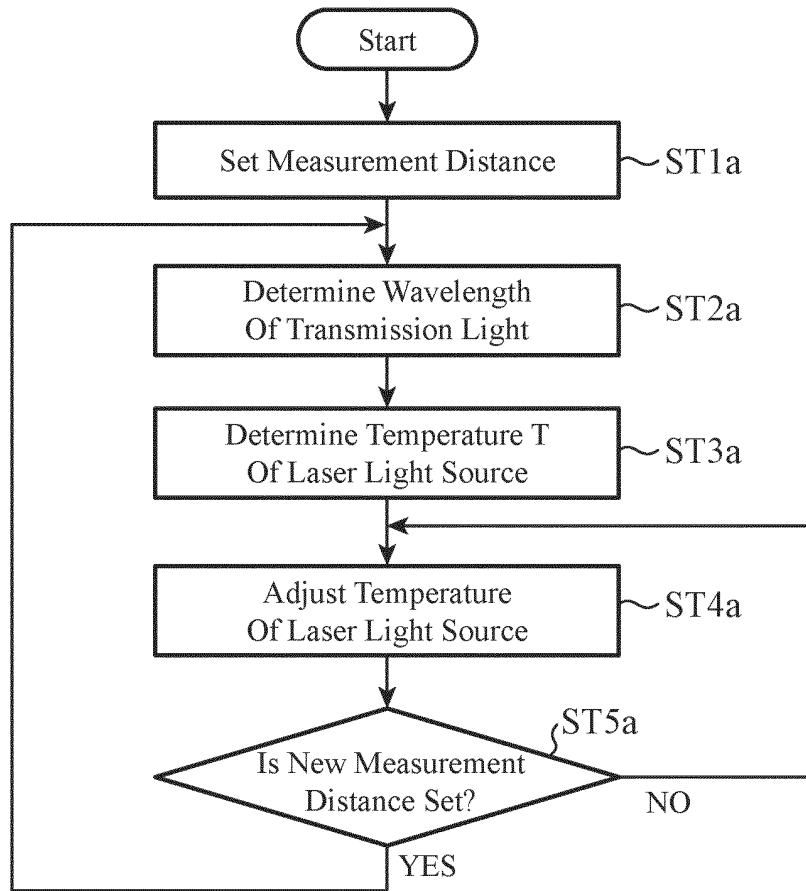 Start
Set Measurement Distance
ST1a
Determine Wavelength
Of Transmission Light
ST2a
Determine Temperature T
Of Laser Light Source
ST3a
Adjust Temperature
Of Laser Light Source
ST4a
ST5a
Is New Measurement
Distance Set?
NO
YES